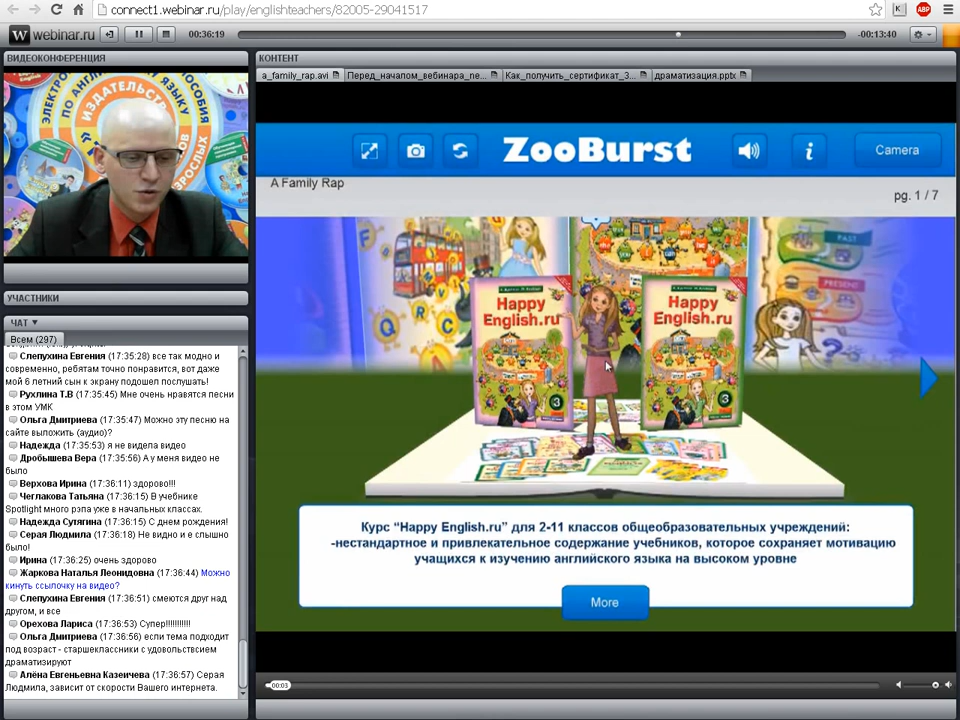 connect1.webinar.ru/play/englishteachers/82005-29041517
webinar.ru
00:36:19
-00:13:40
ВИДЕОКОНФЕРЕНЦИЯ
УЧАСТНИКИ
ЧАТ
Всем (297)
Слепухина Евгения (17:35:28) все так модно и
современно, ребятам точно понравится, вот даже
мой 6 летний сын к экрану подошел послушать!
Рухлина Т.В (17:35:45) Мне очень нравятся песни
в этом УМК
Ольга Дмитриева (17:35:47) Можно эту песню на
сайте выложить (аудио)?
Надежда (17:35:53) я не видела видео
Дробышева Вера (17:35:56) А у меня видео не
было
Верхова Ирина (17:36:11) здорово!!!
Чеглакова Татьяна (17:36:15) В учебнике
Spotlight много рэпа уже в начальных классах.
Надежда Сутягина (17:36:15) С днем рождения!
Серая Людмила (17:36:18) Не видно и е слышно
было!
Ирина (17:36:25) очень здорово
Жаркова Наталья Леонидовна (17:36:44) Можно
кинуть ссылочку на видео?
Слепухина Евгения (17:36:51) смеются друг над
другом, и все
Орехова Лариса (17:36:53) Супер!!!!!!!!!!!
Ольга Дмитриева (17:36:56) если тема подходит
под возраст - старшеклассники с удовольствсием
драматизируют
Алёна Евгеньевна Казеичева (17:36:57) Серая
Людмила, зависит от скорости Вашего интернета.
КОНТЕНТ
a_family_rap.avi
Перед_началом_вебинара_ne...
Как_получить_сертификат_3...
драматизация.pptx
ZooBurst
Camera
A Family Rap
pg. 1 / 7
PAST
PRESENT
Happy
English.ru
3
Happy
English.ru
3
Курс “Happy English.ru” для 2-11 классов общеобразовательных учреждений:
-нестандартное и привлекательное содержание учебников, которое сохраняет мотивацию
учащихся к изучению английского языка на высоком уровне
More
00:03